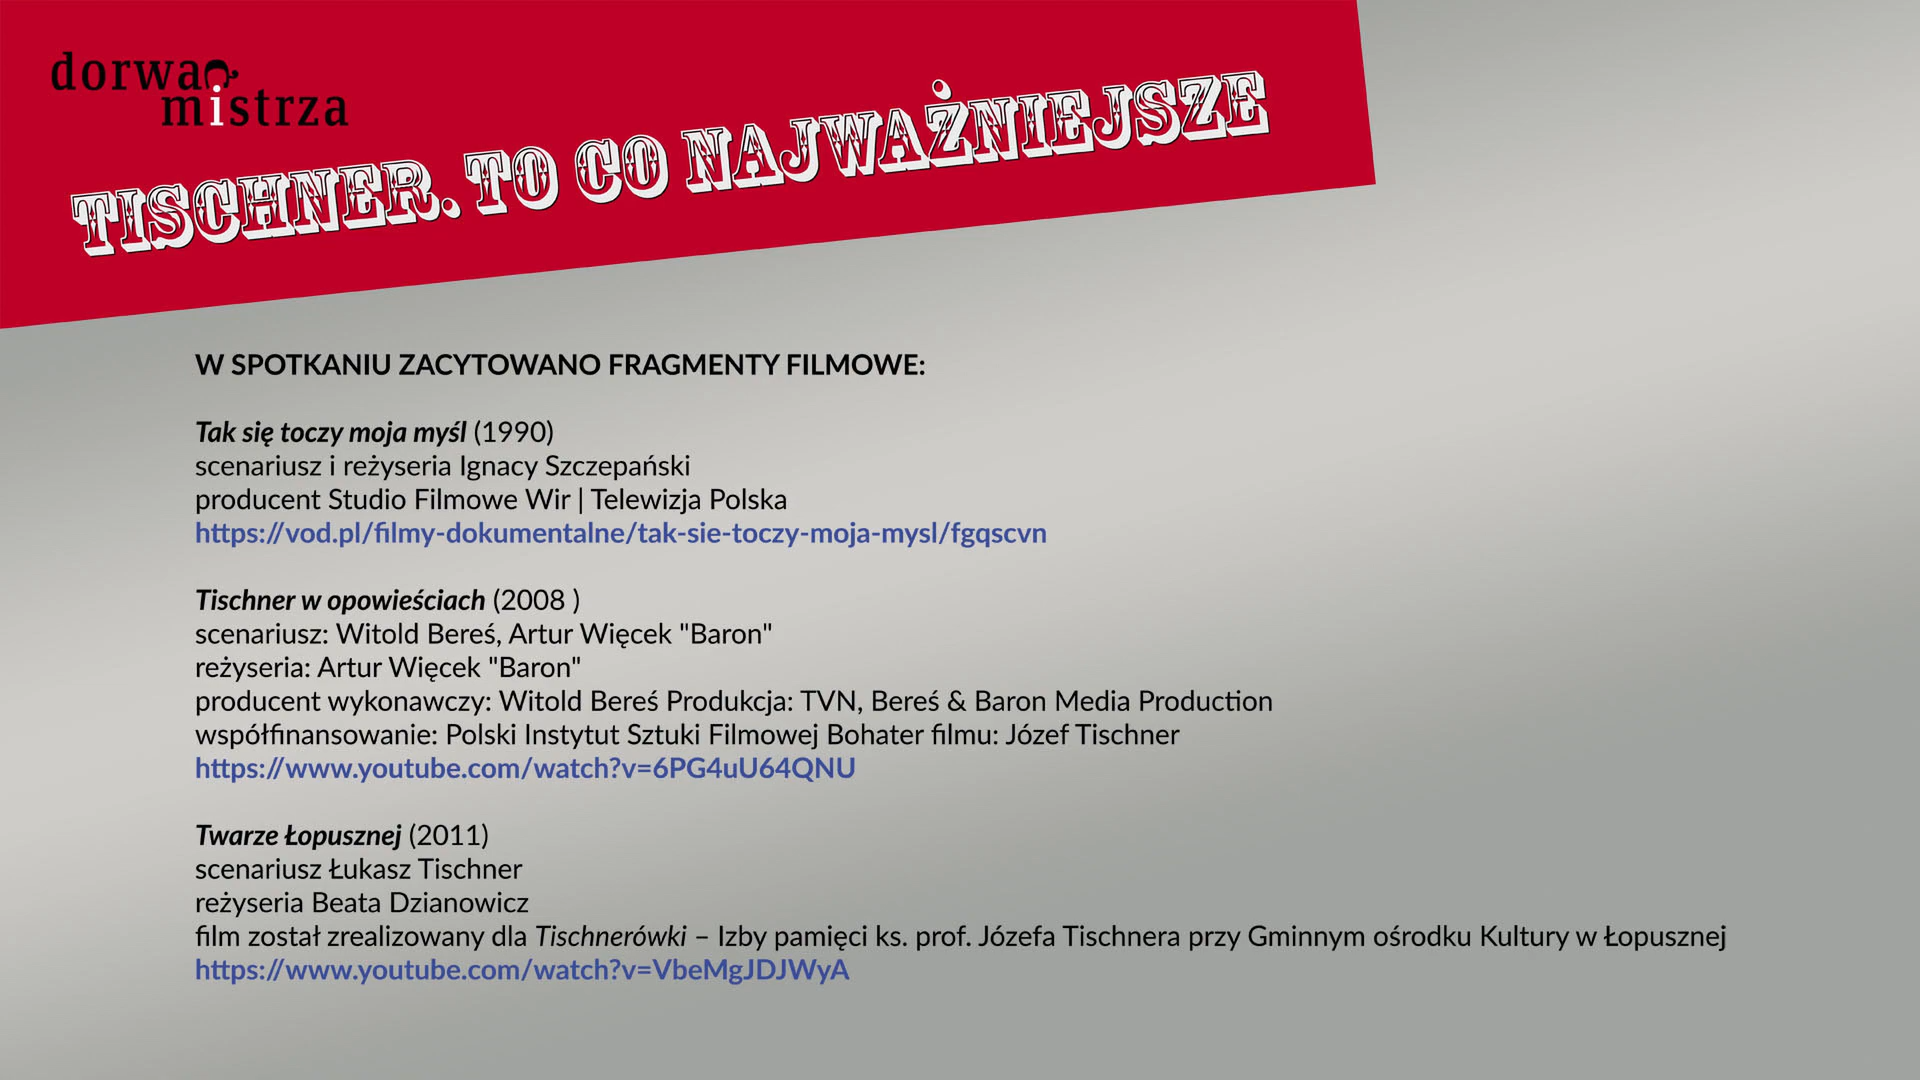 dorwać
mistrza
TISCHNER. TO CO NAJWAŻNIEJSZE
W SPOTKANIU ZACYTOWANO FRAGMENTY FILMOWE:
Tak się toczy moja myśl (1990)
scenariusz i reżyseria Ignacy Szczepański
producent Studio Filmowe Wir | Telewizja Polska
https://vod.pl/filmy-dokumentalne/tak-sie-toczy-moja-mysl/fgqscvn
Tischner w opowieściach (2008 )
scenariusz: Witold Bereś, Artur Więcek "Baron"
reżyseria: Artur Więcek "Baron"
producent wykonawczy: Witold Bereś Produkcja: TVN, Bereś & Baron Media Production
współfinansowanie: Polski Instytut Sztuki Filmowej Bohater filmu: Józef Tischner
https://www.youtube.com/watch?v=6PG4uU64QNU
Twarze Łopusznej (2011)
scenariusz Łukasz Tischner
reżyseria Beata Dzianowicz
film został zrealizowany dla Tischnerówki – Izby pamięci ks. prof. Józefa Tischnera przy Gminnym ośrodku Kultury w Łopusznej
https://www.youtube.com/watch?v=VbeMgJDJWyA